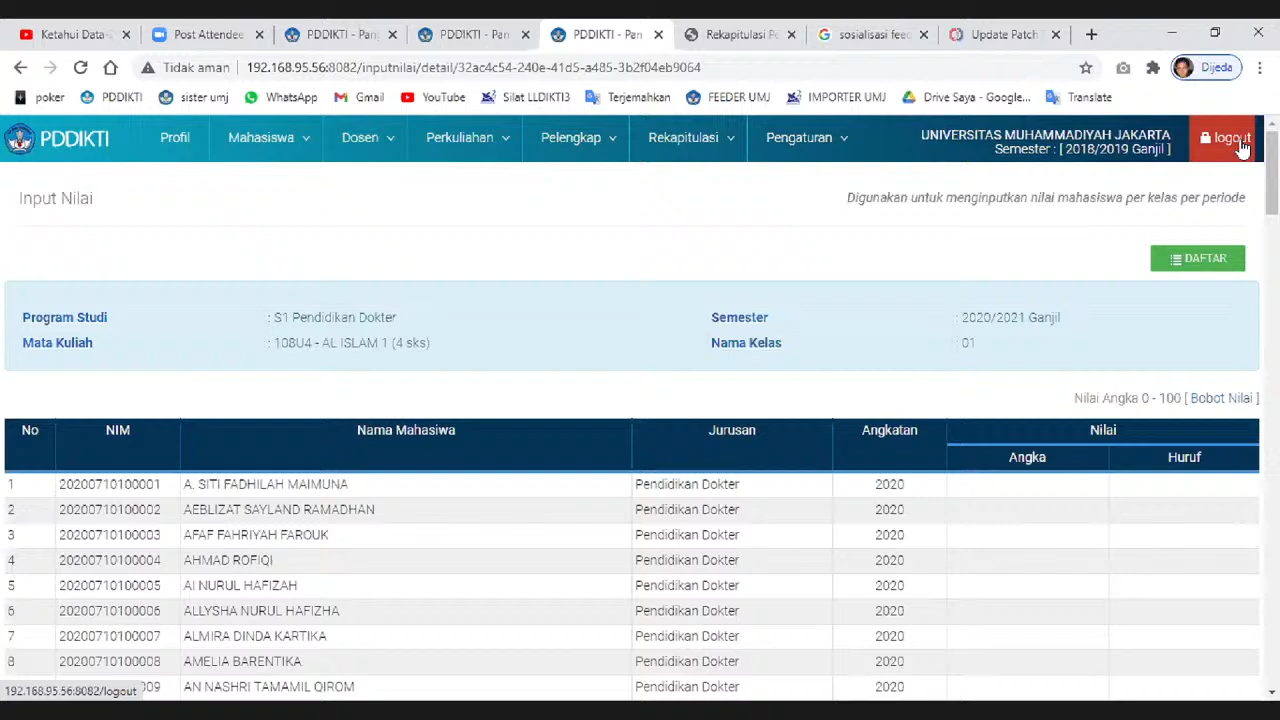 Ketahui Data- Post Attendee PDDIKTI - Pan PDDIKTI - Pan PDDIKTI - Pan Rekapitulasi Pe sosialisasi feed Update Patch
Tidak aman 192.168.95.56:8082/inputnilai/detail/32ac4c54-240e-41d5-a485-3b2f04eb9064 Dijeda
poker PDDIKTI sister umj WhatsApp Gmail YouTube Silat LLDIKTI3 Terjemahkan FEEDER UMJ IMPORTER UMJ Drive Saya - Google... Translate
PDDIKTI Profil Mahasiswa Dosen Perkuliahan Pelengkap Rekapitulasi Pengaturan UNIVERSITAS MUHAMMADIYAH JAKARTA logout
Semester : [ 2018/2019 Ganjil ]
Input Nilai Digunakan untuk menginputkan nilai mahasiswa per kelas per periode
DAFTAR
Program Studi : S1 Pendidikan Dokter Semester : 2020/2021 Ganjil
Mata Kuliah : 108U4 - AL ISLAM 1 (4 sks) Nama Kelas : 01
Nilai Angka 0 - 100 [ Bobot Nilai ]
No NIM Nama Mahasiwa Jurusan Angkatan Nilai
Angka Huruf
1 20200710100001 A. SITI FADHILAH MAIMUNA Pendidikan Dokter 2020
2 20200710100002 AEBLIZAT SAYLAND RAMADHAN Pendidikan Dokter 2020
3 20200710100003 AFAF FAHRIYAH FAROUK Pendidikan Dokter 2020
4 20200710100004 AHMAD ROFIQI Pendidikan Dokter 2020
5 20200710100005 AI NURUL HAFIZAH Pendidikan Dokter 2020
6 20200710100006 ALLYSHA NURUL HAFIZHA Pendidikan Dokter 2020
7 20200710100007 ALMIRA DINDA KARTIKA Pendidikan Dokter 2020
8 20200710100008 AMELIA BARENTIKA Pendidikan Dokter 2020
009 AN NASHRI TAMAMIL QIROM Pendidikan Dokter 2020
192.168.95.56:8082/logout